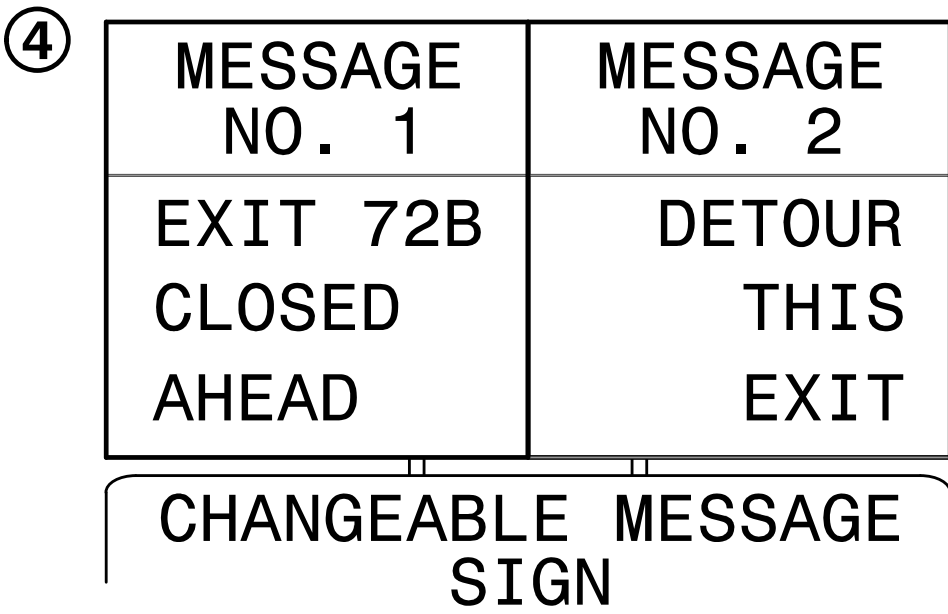 ④
MESSAGE
NO. 1
MESSAGE
NO. 2
EXIT 72B
CLOSED
AHEAD
DETOUR
THIS
EXIT
CHANGEABLE MESSAGE
SIGN